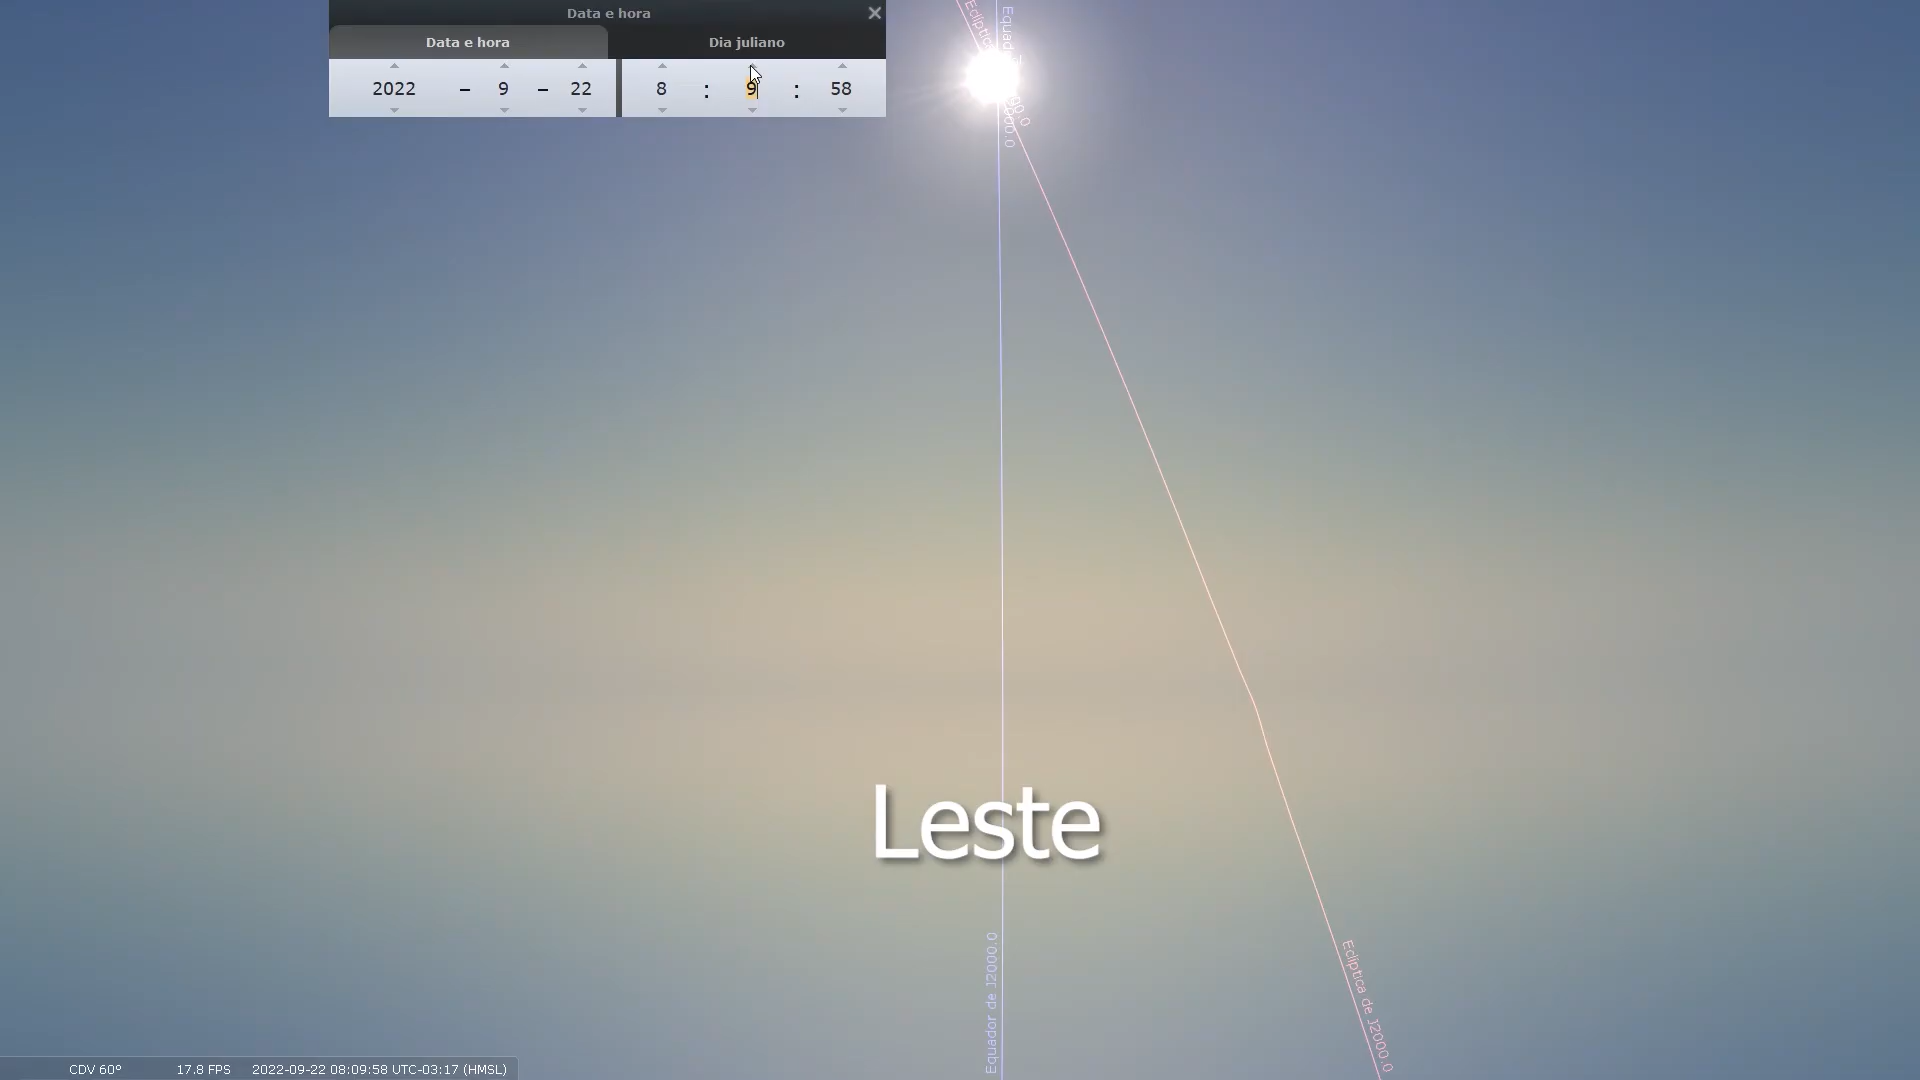 Data e hora
Data e hora
Dia juliano
2022 – 9 – 22 8 : 9 : 58
Leste
Equador de J2000.0
Eclíptica de J2000.0
CDV 60° 17.8 FPS 2022-09-22 08:09:58 UTC-03:17 (HMSL)